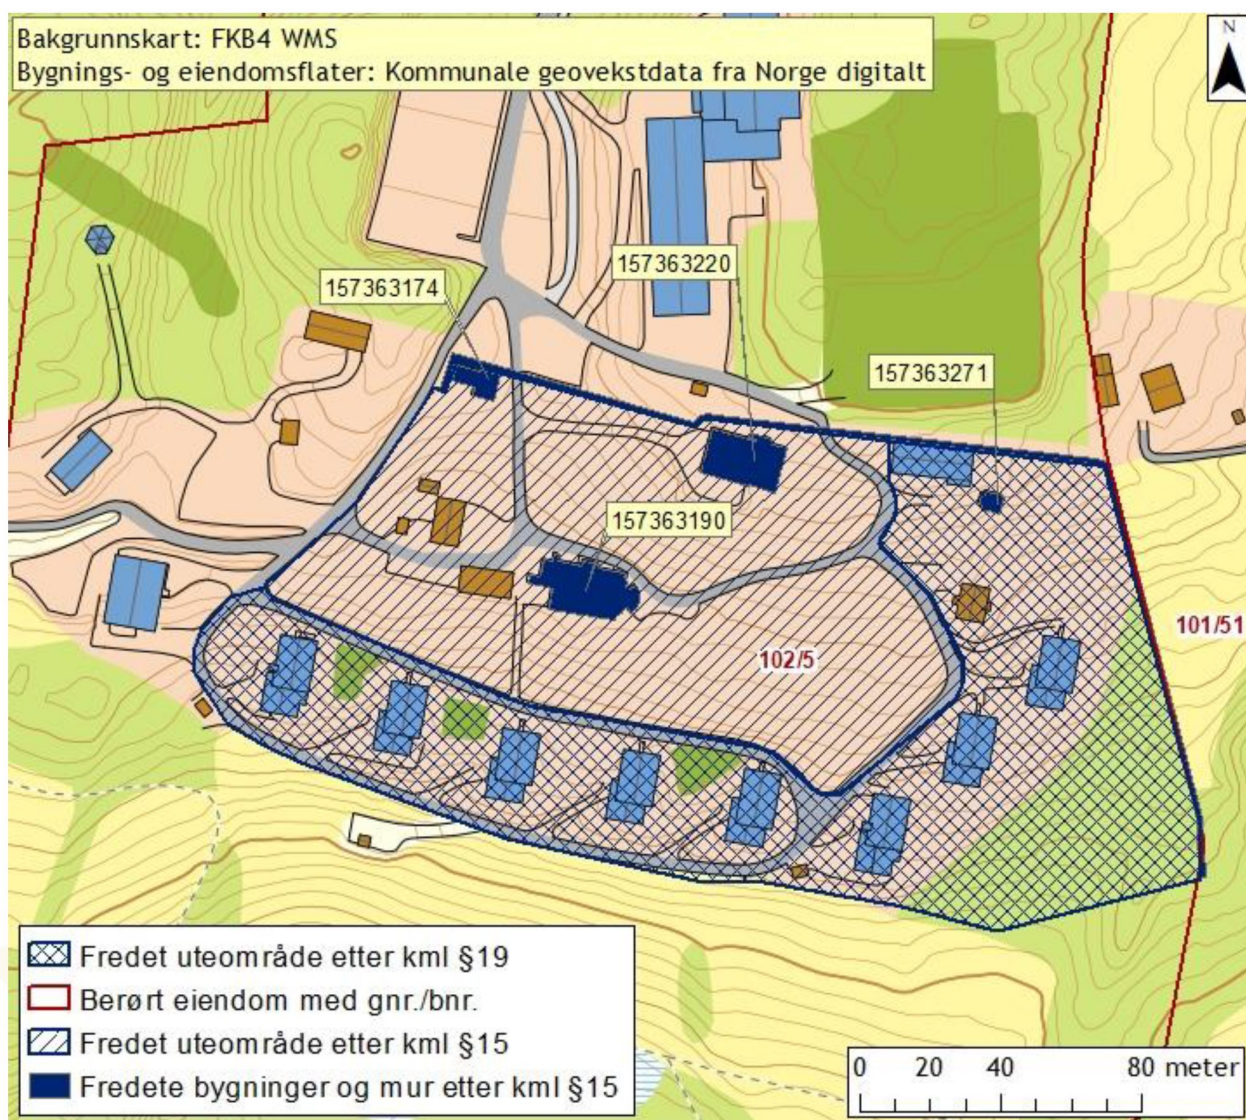 Bakgrunnskart: FKB4 WMS
Bygnings- og eiendomsflater: Kommunale geovekstdata fra Norge digitalt
N
157363220
157363174
157363271
157363190
101/51
102/5
Fredet uteområde etter kml §19
Berørt eiendom med gnr./bnr.
Fredet uteområde etter kml §15
Fredete bygninger og mur etter kml §15
0 20 40 80 meter